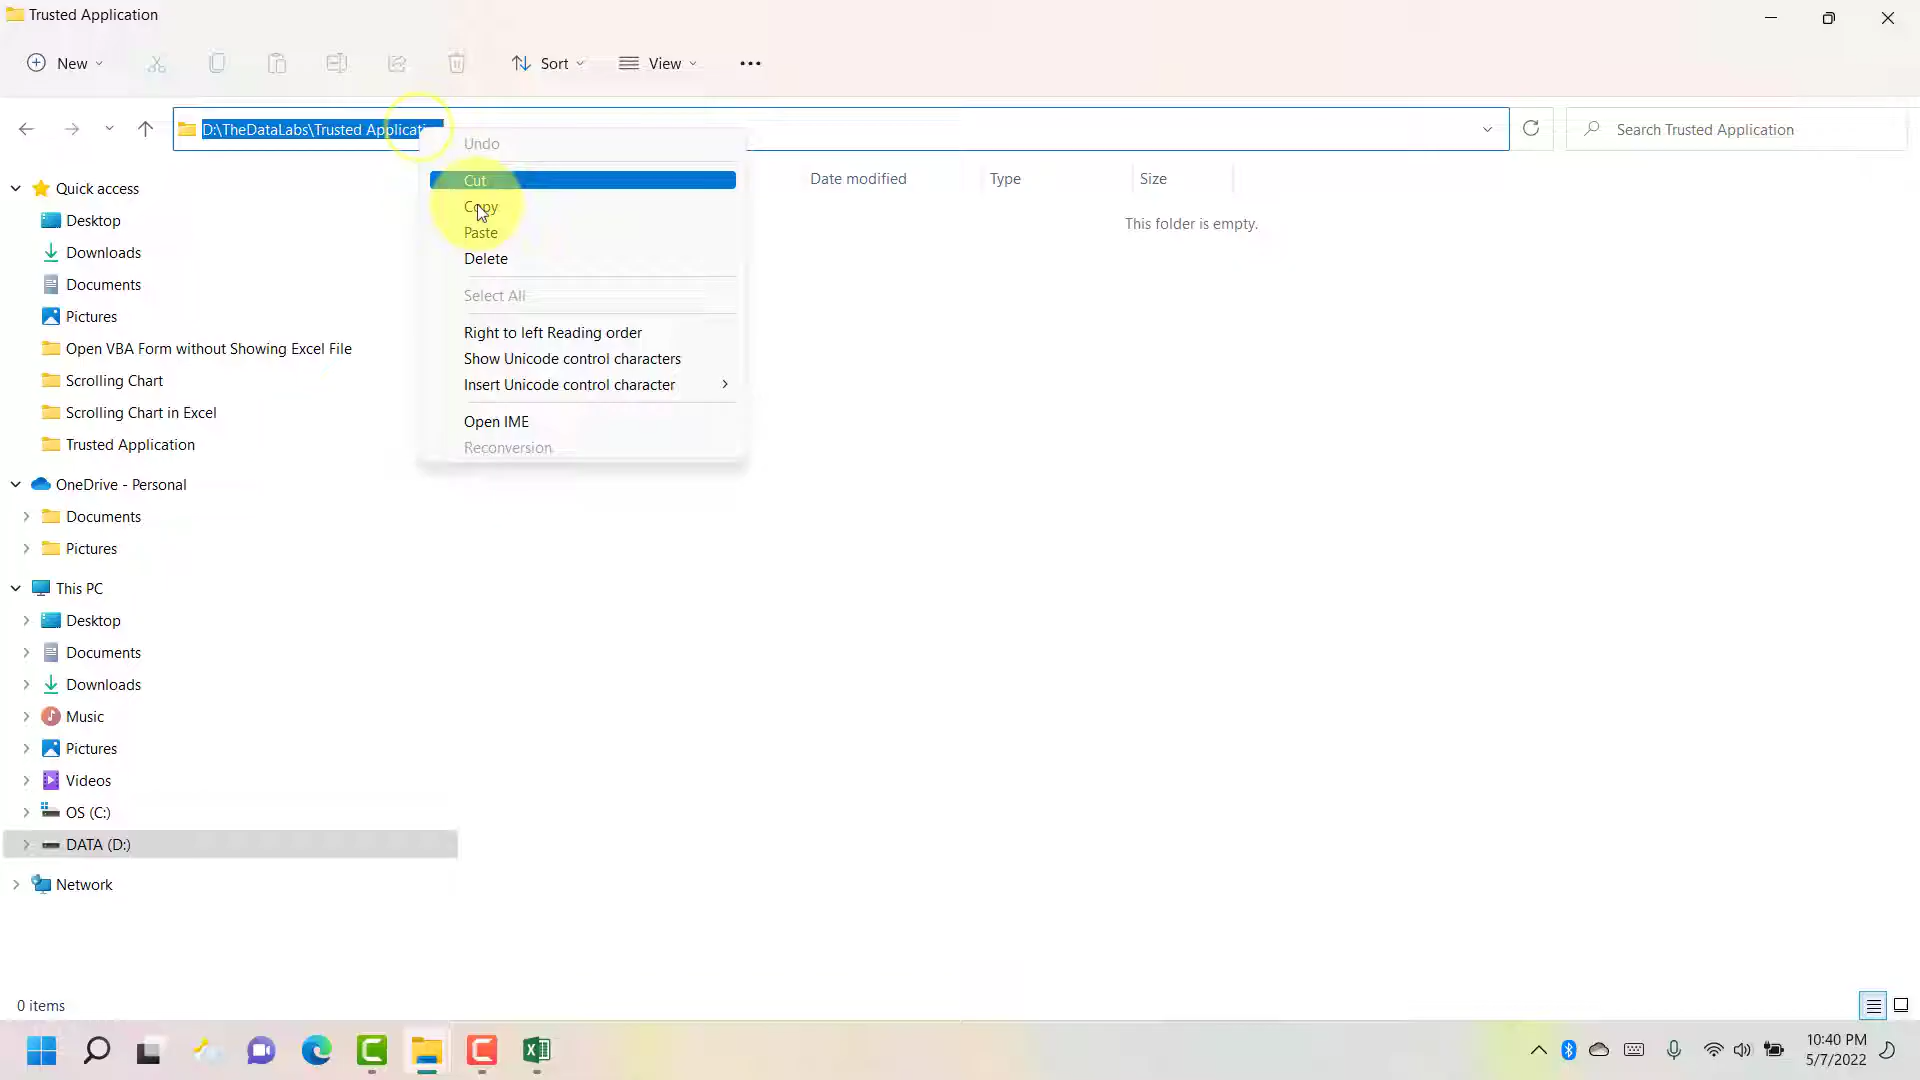 Trusted Application
New
Sort
View
D:\TheDataLabs\Trusted Applicati
Search Trusted Application
Undo
Cut
Copy
Paste
Delete
Select All
Right to left Reading order
Show Unicode control characters
Insert Unicode control character
Open IME
Reconversion
Date modified
Type
Size
This folder is empty.
Quick access
Desktop
Downloads
Documents
Pictures
Open VBA Form without Showing Excel File
Scrolling Chart
Scrolling Chart in Excel
Trusted Application
OneDrive - Personal
Documents
Pictures
This PC
Desktop
Documents
Downloads
Music
Pictures
Videos
OS (C:)
DATA (D:)
Network
0 items
10:40 PM
5/7/2022